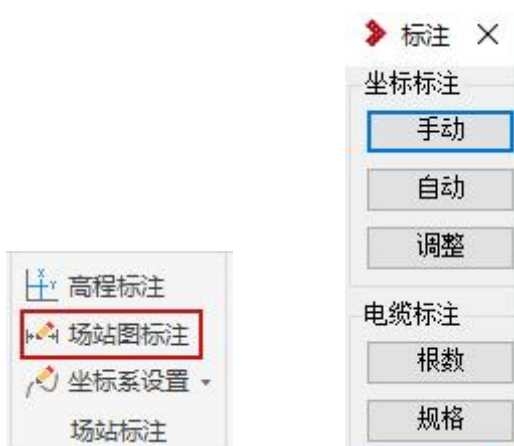 高程标注
场站图标注
坐标系设置
场站标注
标注
坐标标注
手动
自动
调整
电缆标注
根数
规格